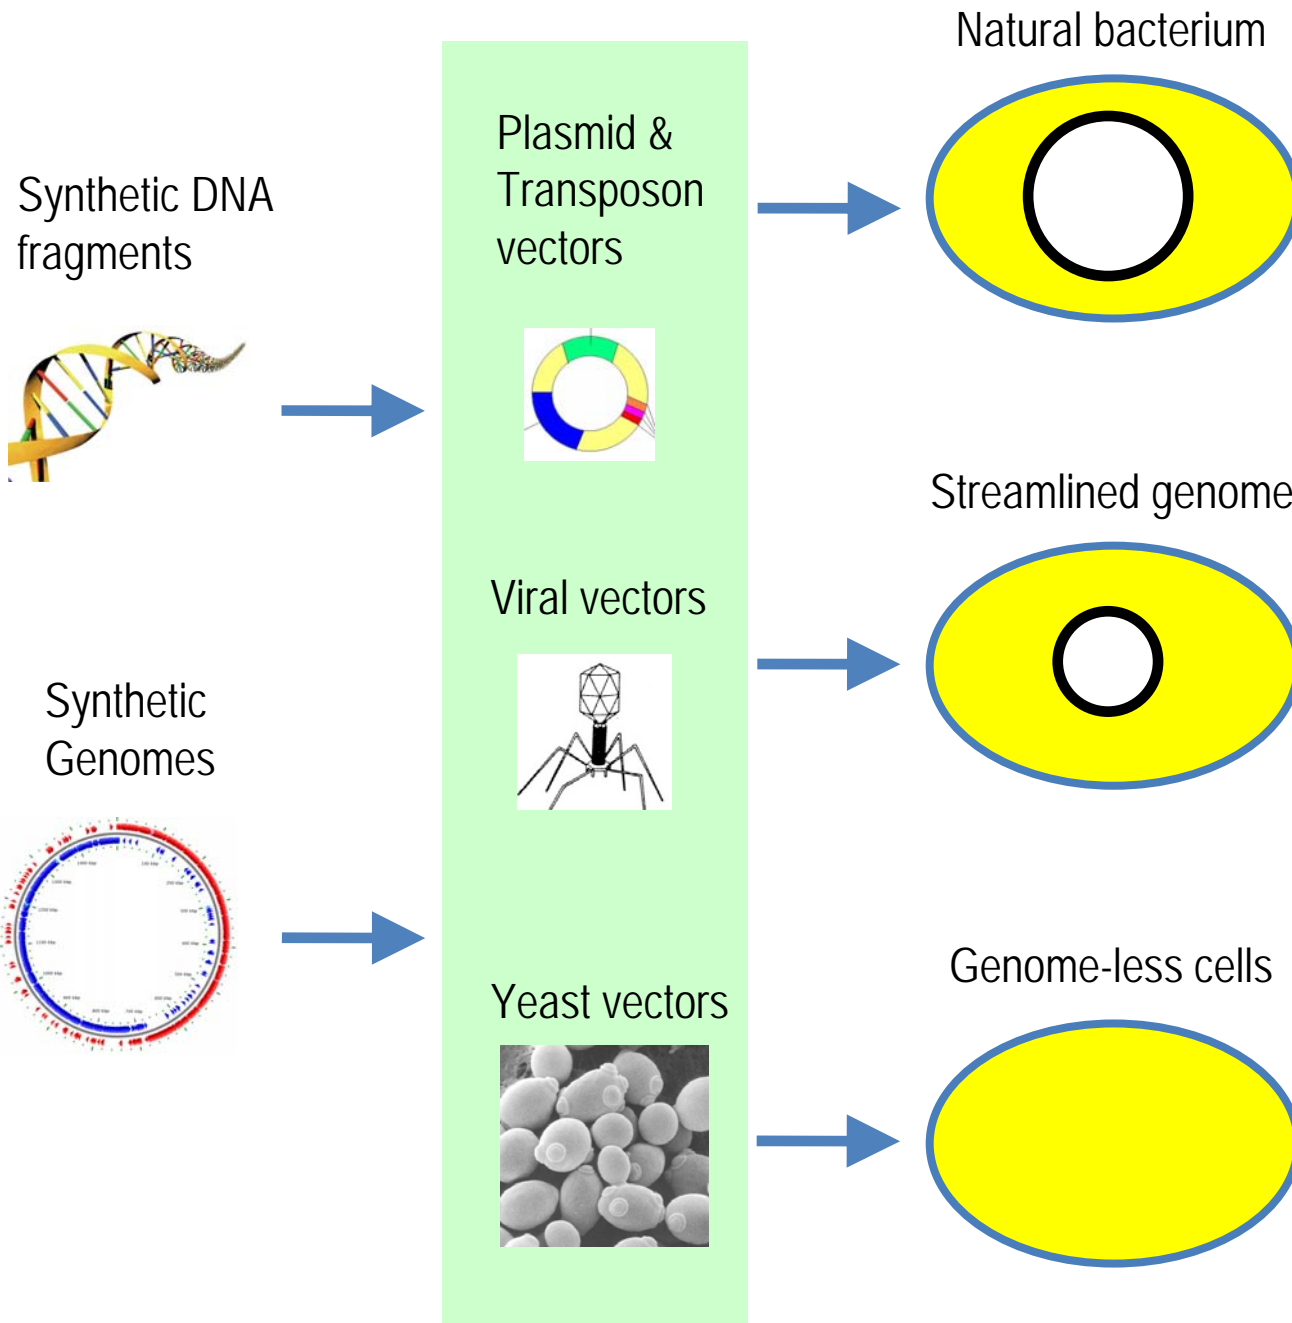 Natural bacterium
Plasmid &
Transposon
vectors
Synthetic DNA
fragments
Streamlined genome
Viral vectors
Synthetic
Genomes
Genome-less cells
Yeast vectors